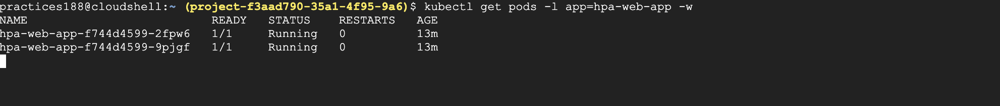 practices188@cloudshell:~ (project-f3aad790-35a1-4f95-9a6)$ kubectl get pods -l app=hpa-web-app -w
NAME                          READY   STATUS    RESTARTS   AGE
hpa-web-app-f744d4599-2fpw6   1/1     Running   0          13m
hpa-web-app-f744d4599-9pjgf   1/1     Running   0          13m